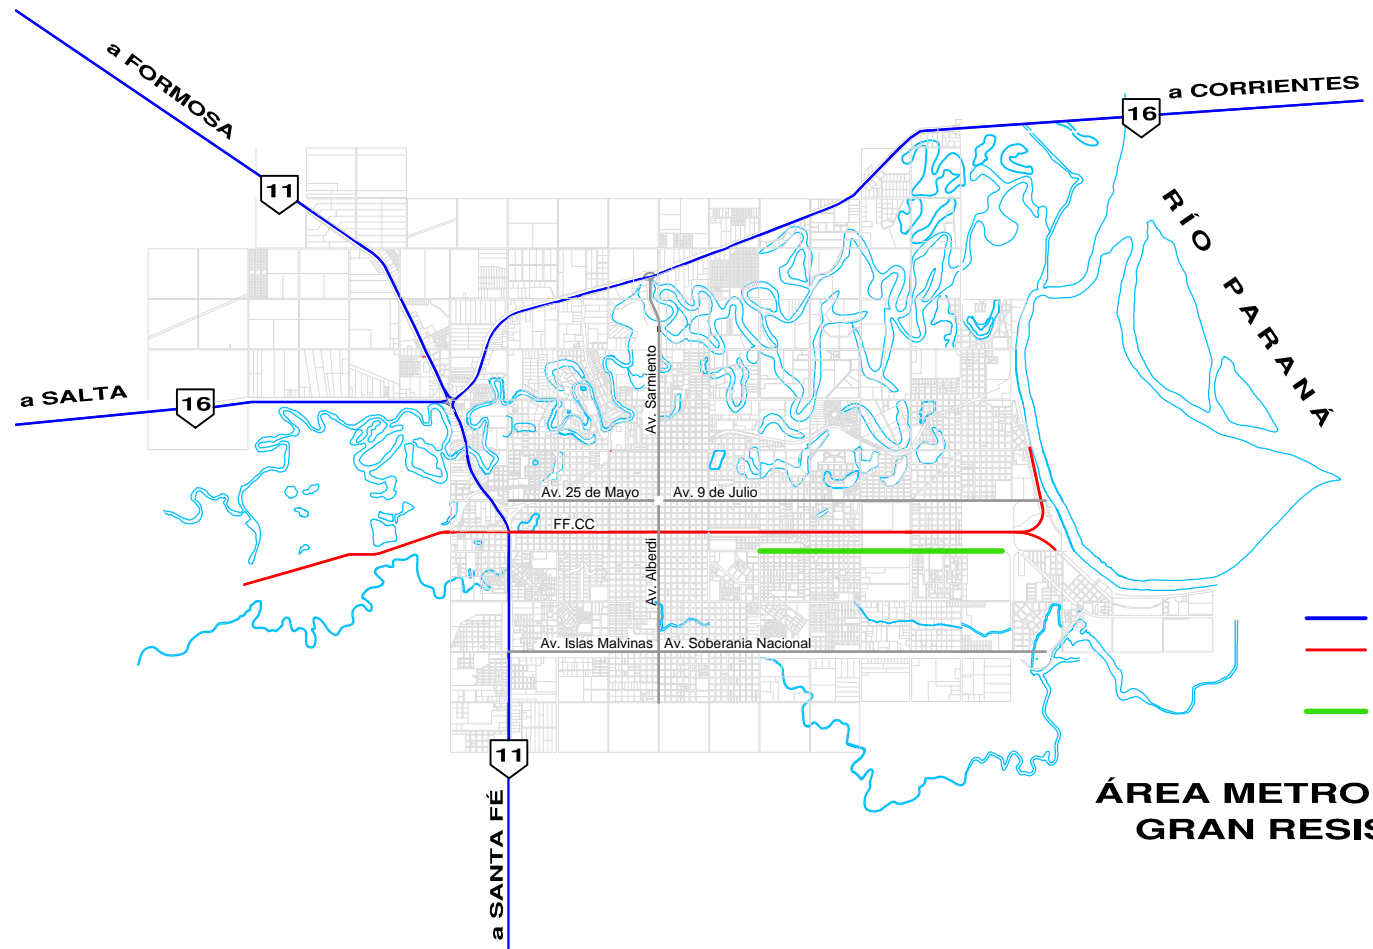 a FORMOSA
11
a CORRIENTES
16
RÍO PARANÁ
a SALTA
16
Av. Sarmiento
Av. 25 de Mayo
Av. 9 de Julio
FF.CC
Av. Alberdi
Av. Islas Malvinas
Av. Soberania Nacional
11
a SANTA FÉ
ÁREA METRO
GRAN RESIS